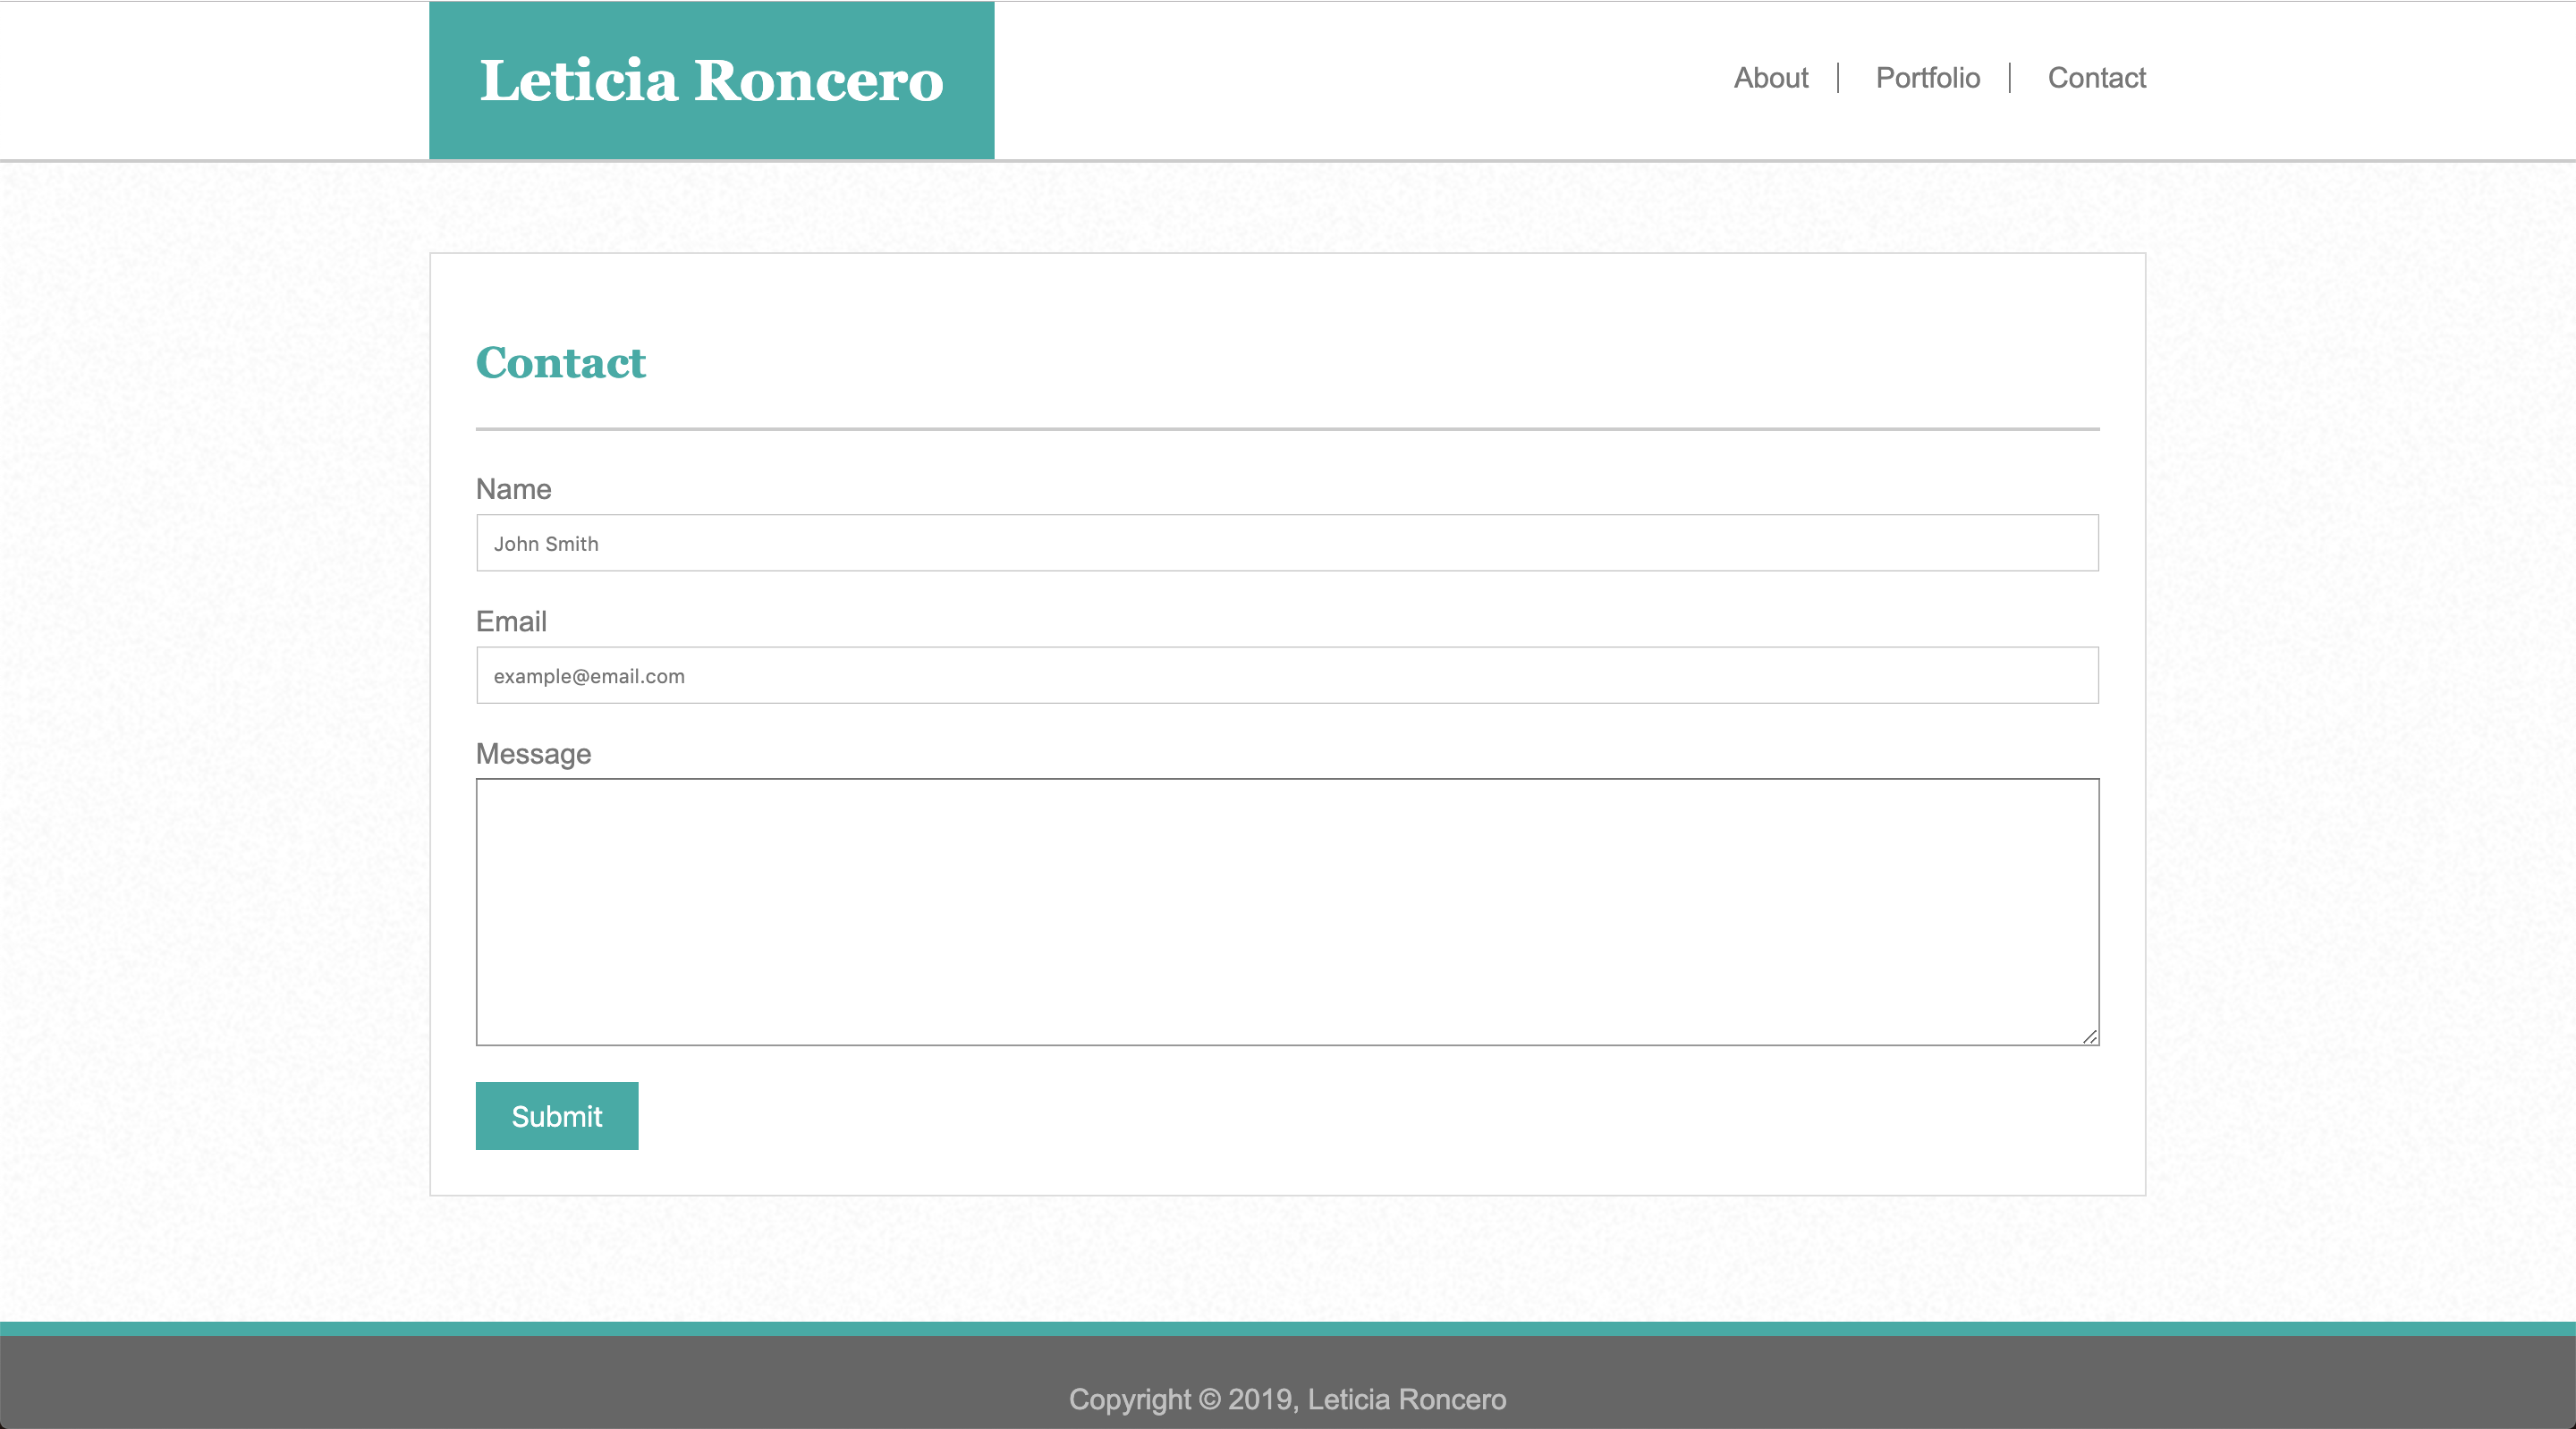 Leticia Roncero
About
Portfolio
Contact
Contact
Name
John Smith
Email
example@email.com
Message
Submit
Copyright © 2019, Leticia Roncero